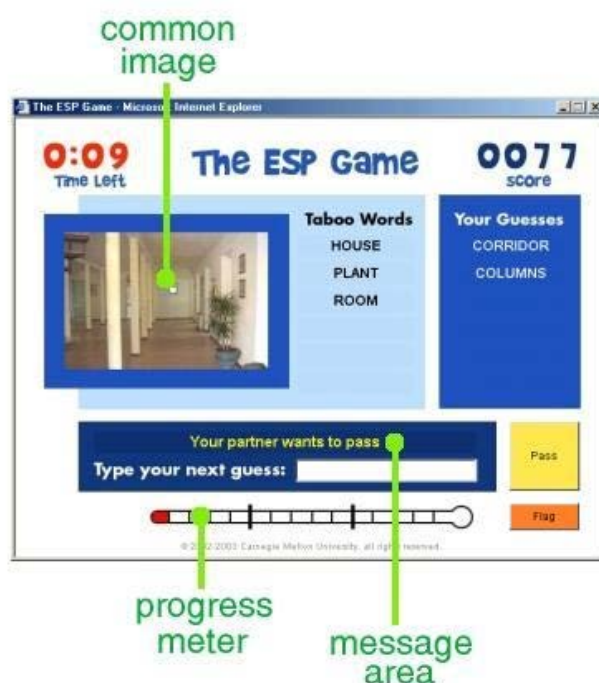 common
image
The ESP Game - Microsoft Internet Explorer
0:09
Time Left
The ESP Game
0077
score
Taboo Words
HOUSE
PLANT
ROOM
Your Guesses
CORRIDOR
COLUMNS
Your partner wants to pass
Type your next guess:
Pass
Flag
© 2002-2003 Carnegie Mellon University, all rights reserved.
progress
meter
message
area